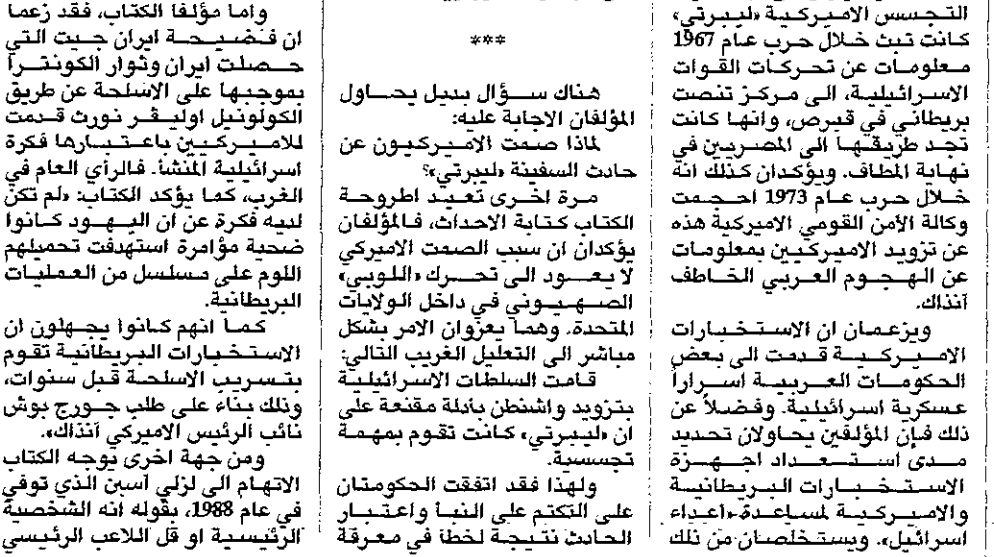 التجسس الاميركية «ليبرتي»
كانت تبث خلال حرب عام 1967
معلومات عن تحركات القوات
الاسرائيلية، الى مركز تنصت
بريطاني في قبرص، وانها كانت
تجد طريقها الى المصريين في
نهاية المطاف. ويؤكدان كذلك انه
خلال حرب عام 1973 احجمت
وكالة الأمن القومي الاميركية هذه
عن تزويد الاميركيين بمعلومات
عن الهجوم العربي الخاطف
آنذاك.
ويزعمان ان الاستخبارات
الاميركية قدمت الى بعض
الحكومات العربية اسراراً
عسكرية اسرائيلية. وفضلاً عن
ذلك فإن المؤلفين يحاولان تحديد
مدى استعداد اجهزة
الاستخبارات البريطانية
والاميركية لمساعدة «اعداء
اسرائيل». ويستخلصان من ذلك
***
هناك سؤال بديل يحاول
المؤلفان الاجابة عليه:
لماذا صمت الاميركيون عن
حادث السفينة «ليبرتي»؟
مرة اخرى تعيد اطروحة
الكتاب كتابة الاحداث، فالمؤلفان
يؤكدان ان سبب الصمت الاميركي
لا يعود الى تحرك «اللوبي»
الصهيوني في داخل الولايات
المتحدة. وهما يعزوان الامر بشكل
مباشر الى التعليل الغريب التالي:
قامت السلطات الاسرائيلية
بتزويد واشنطن بأدلة مقنعة على
ان «ليبرتي» كانت تقوم بمهمة
تجسسية.
ولهذا فقد اتفقت الحكومتان
على التكتم على النبأ واعتبار
الحادث نتيجة لخطأ في معرفة
واما مؤلفا الكتاب، فقد زعما
ان فضيحة ايران جيت التي
حصلت ايران وثوار الكونترا
بموجبها على الاسلحة عن طريق
الكولونيل اوليڤر نورث قدمت
للاميركيين باعتبارها فكرة
اسرائيلية المنشأ. فالرأي العام في
الغرب، كما يؤكد الكتاب: «لم تكن
لديه فكرة عن ان اليهود كانوا
ضحية مؤامرة استهدفت تحميلهم
اللوم على مسلسل من العمليات
البريطانية.
كما انهم كانوا يجهلون ان
الاستخبارات البريطانية تقوم
بتسريب الاسلحة قبل سنوات،
وذلك بناء على طلب جورج بوش
نائب الرئيس الاميركي آنذاك».
ومن جهة اخرى يوجه الكتاب
الاتهام الى لزلي اسبن الذي توفي
في عام 1988، بقوله انه الشخصية
الرئيسية او قل اللاعب الرئيسي